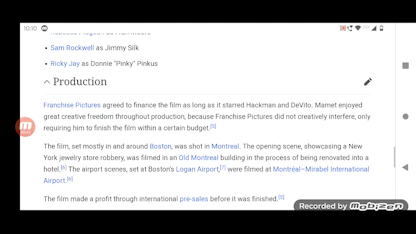 10:10
• Sam Rockwell as Jimmy Silk
• Ricky Jay as Donnie "Pinky" Pinkus
Production
Franchise Pictures agreed to finance the film as long as it starred Hackman and DeVito. Mamet enjoyed
great creative freedom throughout production, because Franchise Pictures did not creatively interfere, only
requiring him to finish the film within a certain budget.[5]
The film, set mostly in and around Boston, was shot in Montreal. The opening scene, showcasing a New
York jewelry store robbery, was filmed in an Old Montreal building in the process of being renovated into a
hotel.[6] The airport scenes, set at Boston's Logan Airport,[7] were filmed at Montréal–Mirabel International
Airport.[6]
The film made a profit through international pre-sales before it was finished.[5]
Recorded by Mobizen